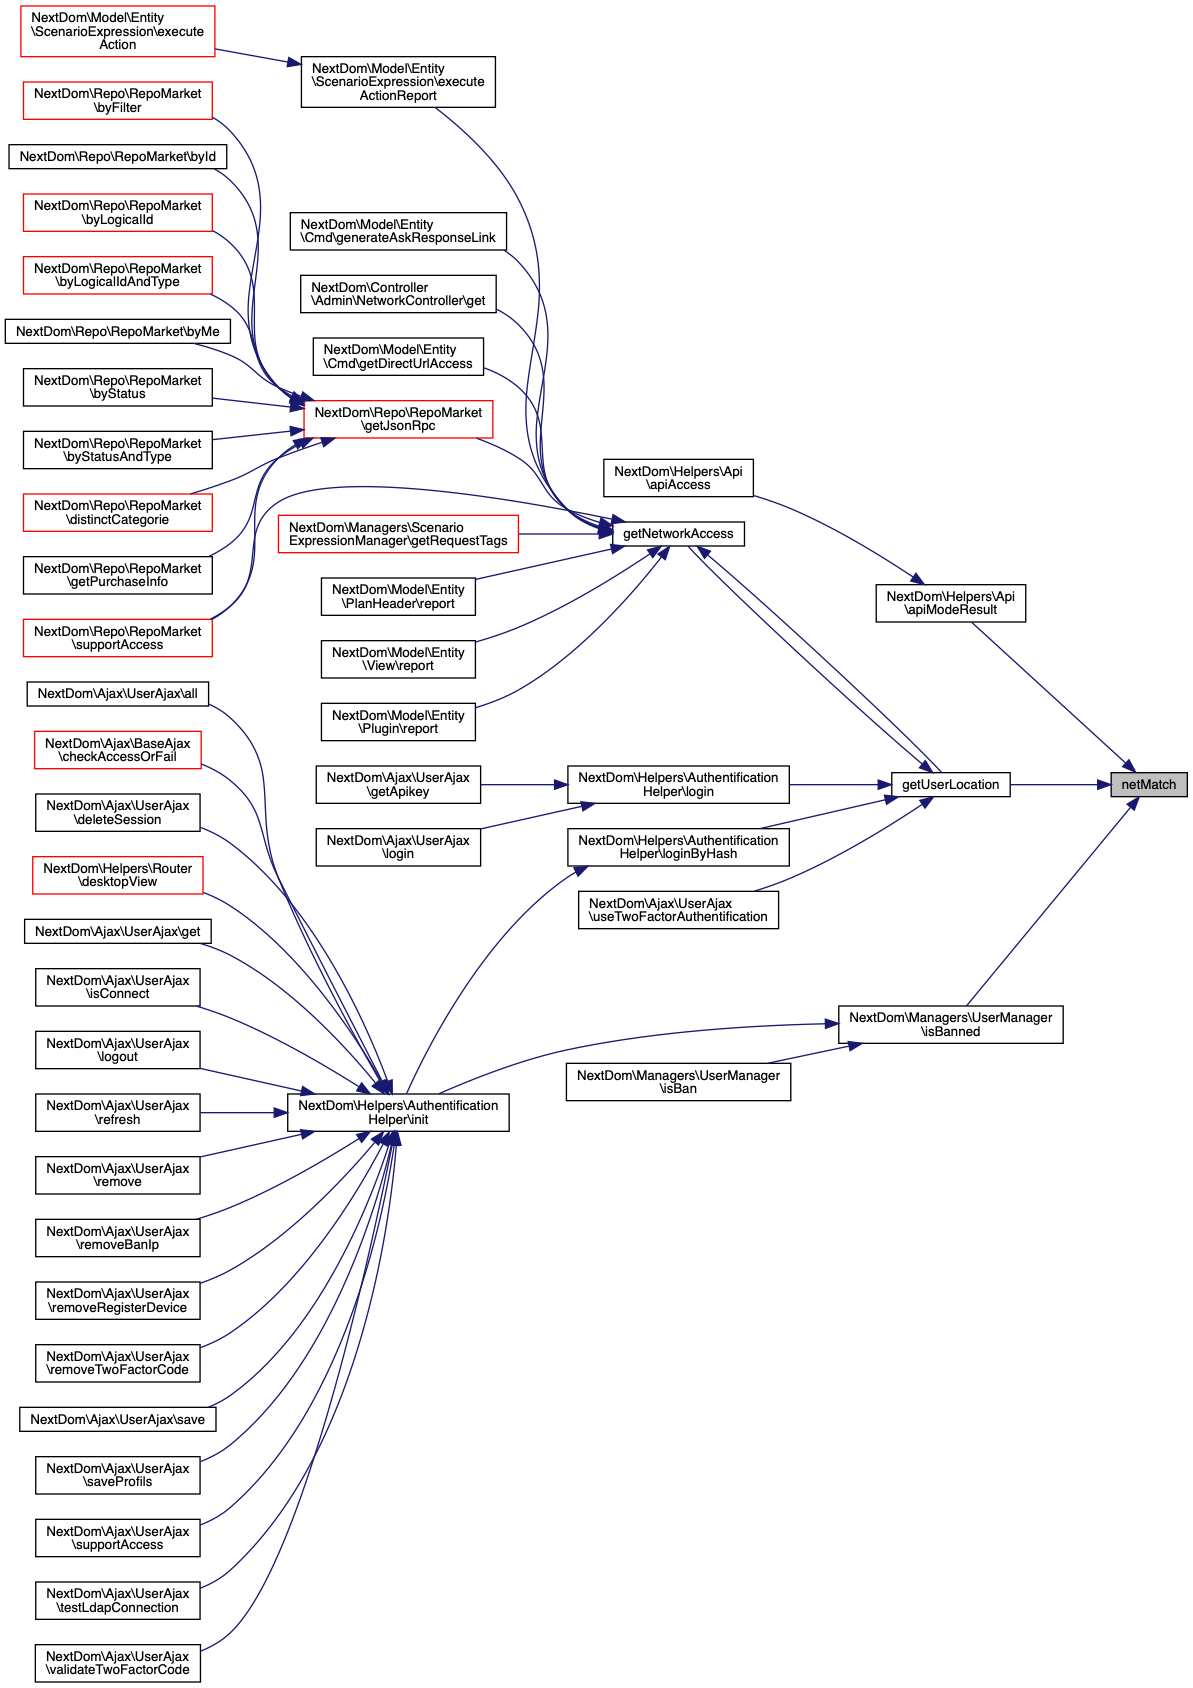 NextDom\Model\Entity
\ScenarioExpression\execute
Action
NextDom\Model\Entity
\ScenarioExpression\execute
ActionReport
NextDom\Repo\RepoMarket
\byFilter
NextDom\Repo\RepoMarket\byId
NextDom\Repo\RepoMarket
\byLogicalId
NextDom\Model\Entity
\Cmd\generateAskResponseLink
NextDom\Repo\RepoMarket
\byLogicalIdAndType
NextDom\Controller
\Admin\NetworkController\get
NextDom\Repo\RepoMarket\byMe
NextDom\Model\Entity
\Cmd\getDirectUrlAccess
NextDom\Repo\RepoMarket
\byStatus
NextDom\Repo\RepoMarket
\getJsonRpc
NextDom\Repo\RepoMarket
\byStatusAndType
NextDom\Helpers\Api
\apiAccess
NextDom\Repo\RepoMarket
\distinctCategorie
NextDom\Managers\Scenario
ExpressionManager\getRequestTags
getNetworkAccess
NextDom\Repo\RepoMarket
\getPurchaseInfo
NextDom\Model\Entity
\PlanHeader\report
NextDom\Helpers\Api
\apiModeResult
NextDom\Repo\RepoMarket
\supportAccess
NextDom\Model\Entity
\View\report
NextDom\Ajax\UserAjax\all
NextDom\Model\Entity
\Plugin\report
NextDom\Ajax\BaseAjax
\checkAccessOrFail
NextDom\Ajax\UserAjax
\getApikey
NextDom\Helpers\Authentification
Helper\login
getUserLocation
netMatch
NextDom\Ajax\UserAjax
\deleteSession
NextDom\Ajax\UserAjax
\login
NextDom\Helpers\Authentification
Helper\loginByHash
NextDom\Helpers\Router
\desktopView
NextDom\Ajax\UserAjax
\useTwoFactorAuthentification
NextDom\Ajax\UserAjax\get
NextDom\Ajax\UserAjax
\isConnect
NextDom\Managers\UserManager
\isBanned
NextDom\Ajax\UserAjax
\logout
NextDom\Managers\UserManager
\isBan
NextDom\Ajax\UserAjax
\refresh
NextDom\Helpers\Authentification
Helper\init
NextDom\Ajax\UserAjax
\remove
NextDom\Ajax\UserAjax
\removeBanIp
NextDom\Ajax\UserAjax
\removeRegisterDevice
NextDom\Ajax\UserAjax
\removeTwoFactorCode
NextDom\Ajax\UserAjax\save
NextDom\Ajax\UserAjax
\saveProfils
NextDom\Ajax\UserAjax
\supportAccess
NextDom\Ajax\UserAjax
\testLdapConnection
NextDom\Ajax\UserAjax
\validateTwoFactorCode